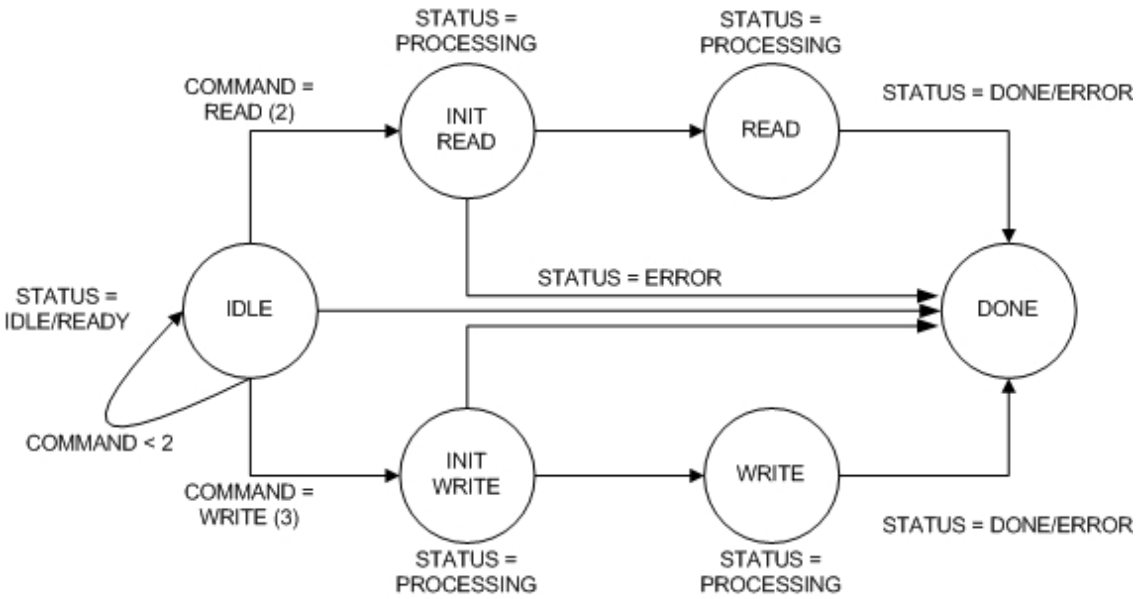 STATUS =
PROCESSING
STATUS =
PROCESSING
COMMAND =
READ (2)
INIT
READ
READ
STATUS = DONE/ERROR
STATUS = ERROR
STATUS =
IDLE/READY
IDLE
DONE
COMMAND < 2
COMMAND =
WRITE (3)
INIT
WRITE
WRITE
STATUS = DONE/ERROR
STATUS =
PROCESSING
STATUS =
PROCESSING